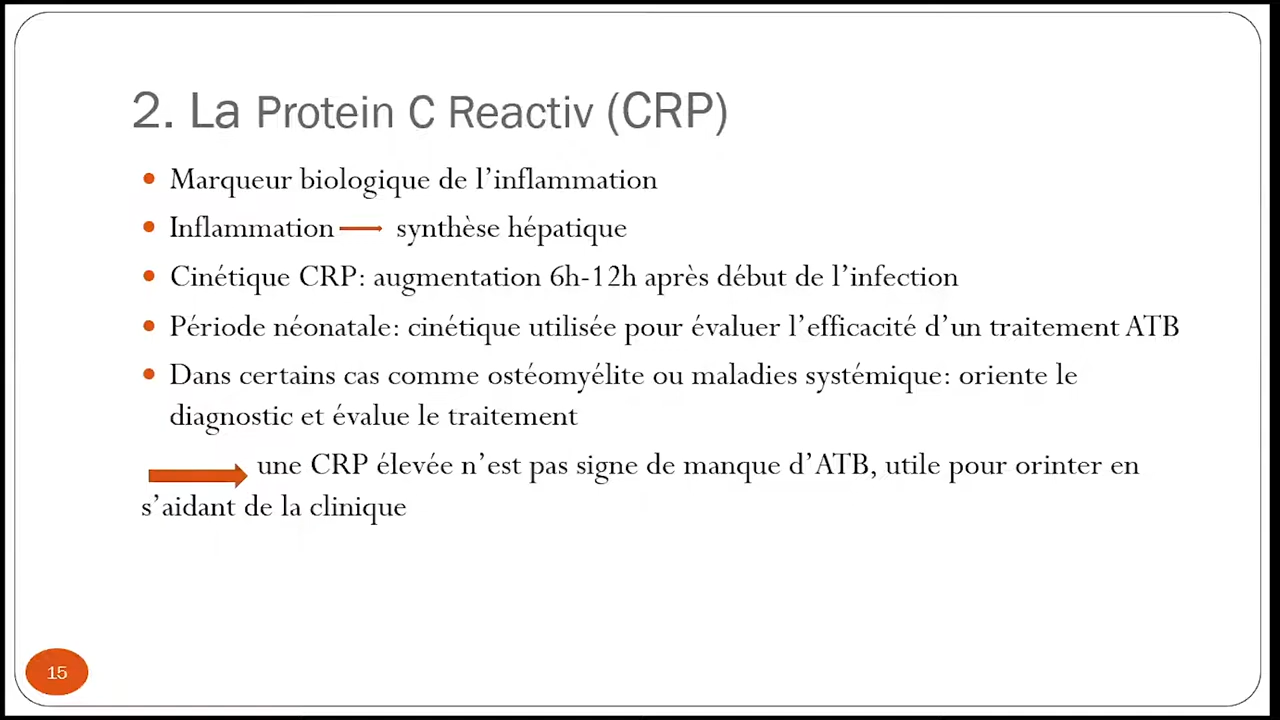 2. La Protein C Reactiv (CRP)
Marqueur biologique de l’inflammation
Inflammation synthèse hépatique
Cinétique CRP: augmentation 6h-12h après début de l’infection
Période néonatale: cinétique utilisée pour évaluer l’efficacité d’un traitement ATB
Dans certains cas comme ostéomyélite ou maladies systémique: oriente le
diagnostic et évalue le traitement
une CRP élevée n’est pas signe de manque d’ATB, utile pour orinter en
s’aidant de la clinique
15